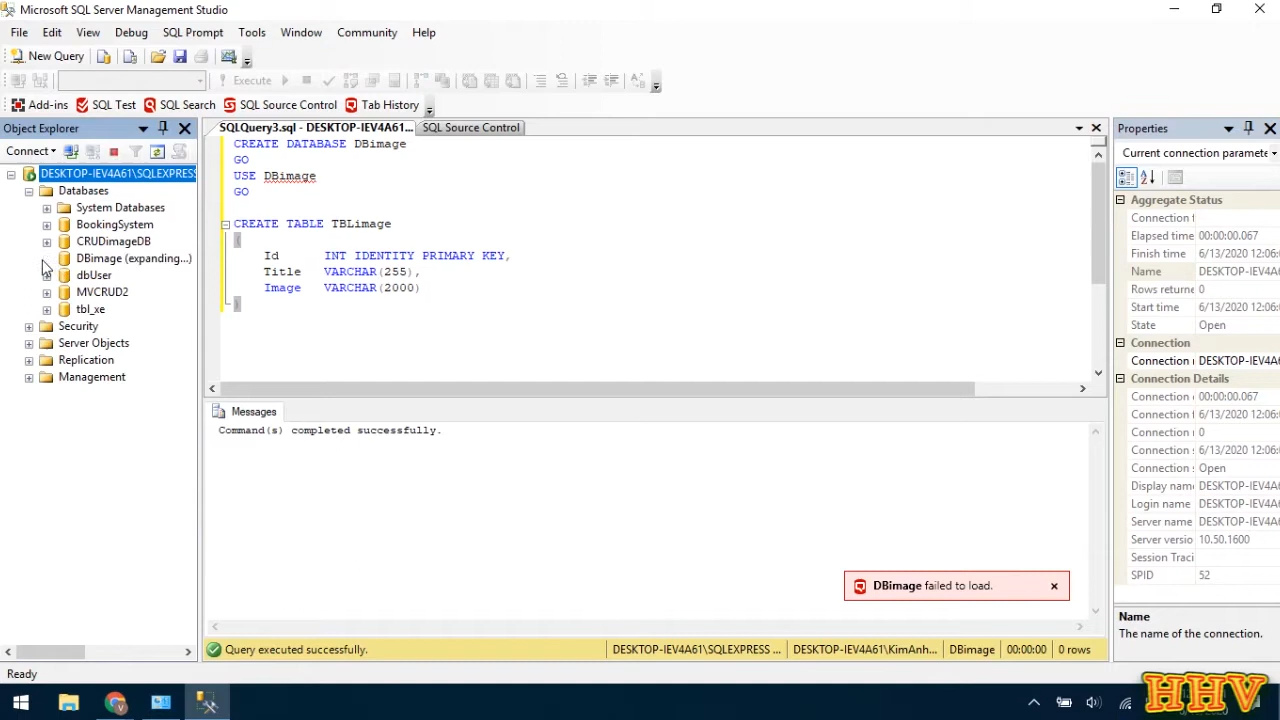 Microsoft SQL Server Management Studio
File Edit View Debug SQL Prompt Tools Window Community Help
New Query
Execute
Add-ins SQL Test SQL Search SQL Source Control Tab History
Object Explorer
Connect
DESKTOP-IEV4A61\SQLEXPRESS
Databases
System Databases
BookingSystem
CRUDimageDB
DBimage (expanding...)
dbUser
MVCRUD2
tbl_xe
Security
Server Objects
Replication
Management
SQLQuery3.sql - DESKTOP-IEV4A61... SQL Source Control
CREATE DATABASE DBimage
GO
USE DBimage
GO
CREATE TABLE TBLimage
(
Id INT IDENTITY PRIMARY KEY,
Title VARCHAR(255),
Image VARCHAR(2000)
)
Messages
Command(s) completed successfully.
DBimage failed to load.
Query executed successfully. DESKTOP-IEV4A61\SQLEXPRESS ... DESKTOP-IEV4A61\KimAnh... DBimage 00:00:00 0 rows
Properties
Current connection paramete
Aggregate Status
Connection f
Elapsed time 00:00:00.067
Finish time 6/13/2020 12:06:
Name DESKTOP-IEV4A6
Rows returne 0
Start time 6/13/2020 12:06:
State Open
Connection
Connection DESKTOP-IEV4A6
Connection Details
Connection 00:00:00.067
Connection f 6/13/2020 12:06:
Connection 0
Connection s 6/13/2020 12:06:
Connection s Open
Display name DESKTOP-IEV4A6
Login name DESKTOP-IEV4A6
Server name DESKTOP-IEV4A6
Server versio 10.50.1600
Session Traci
SPID 52
Name
The name of the connection.
Ready
HHV